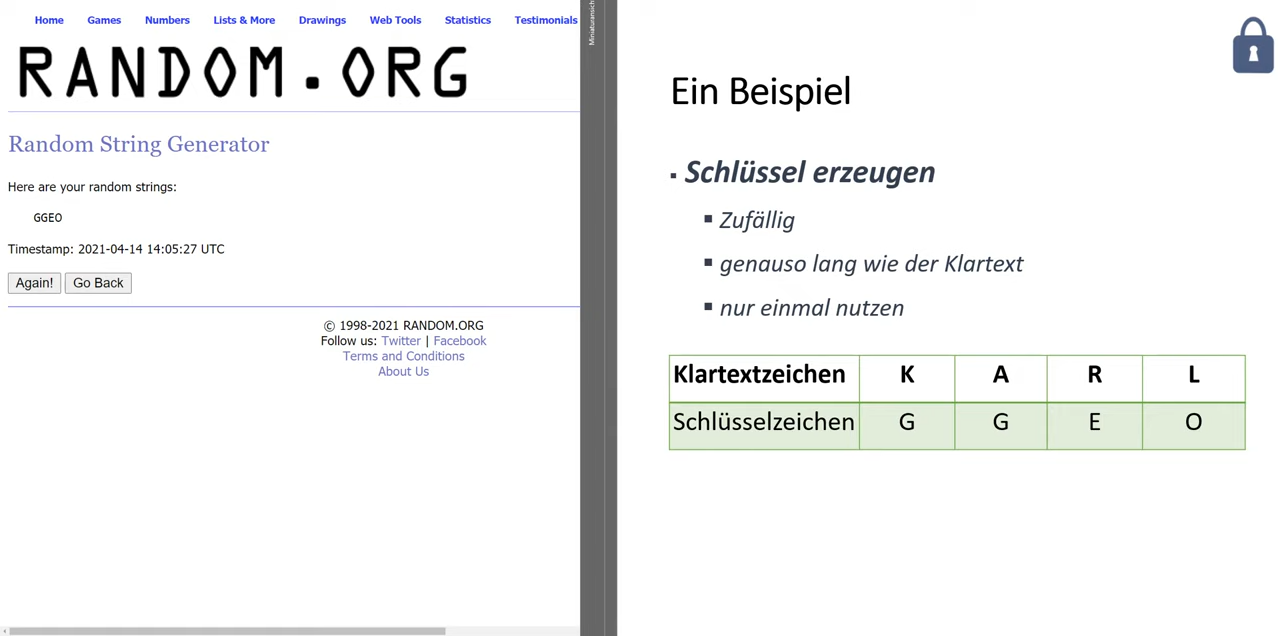 Home Games Numbers Lists & More Drawings Web Tools Statistics Testimonials
RANDOM.ORG
Random String Generator
Here are your random strings:
GGEO
Timestamp: 2021-04-14 14:05:27 UTC
Again! Go Back
© 1998-2021 RANDOM.ORG
Follow us: Twitter | Facebook
Terms and Conditions
About Us
Miniaturansich
Ein Beispiel
▪ Schlüssel erzeugen
▪ Zufällig
▪ genauso lang wie der Klartext
▪ nur einmal nutzen
Klartextzeichen K A R L
Schlüsselzeichen G G E O